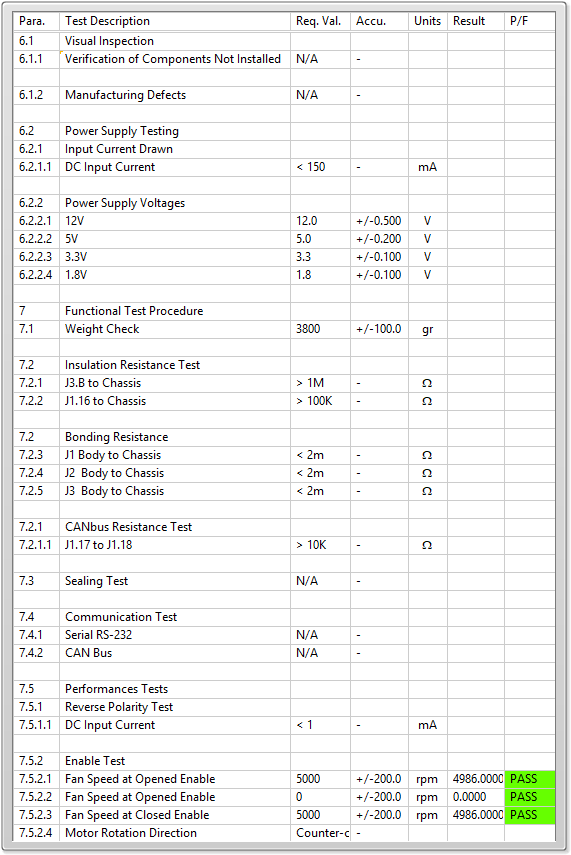 Para. Test Description Req. Val. Accu. Units Result P/F
6.1 Visual Inspection
6.1.1 Verification of Components Not Installed N/A -
6.1.2 Manufacturing Defects N/A -
6.2 Power Supply Testing
6.2.1 Input Current Drawn
6.2.1.1 DC Input Current < 150 - mA
6.2.2 Power Supply Voltages
6.2.2.1 12V 12.0 +/-0.500 V
6.2.2.2 5V 5.0 +/-0.200 V
6.2.2.3 3.3V 3.3 +/-0.100 V
6.2.2.4 1.8V 1.8 +/-0.100 V
7 Functional Test Procedure
7.1 Weight Check 3800 +/-100.0 gr
7.2 Insulation Resistance Test
7.2.1 J3.B to Chassis > 1M - Ω
7.2.2 J1.16 to Chassis > 100K - Ω
7.2 Bonding Resistance
7.2.3 J1 Body to Chassis < 2m - Ω
7.2.4 J2 Body to Chassis < 2m - Ω
7.2.5 J3 Body to Chassis < 2m - Ω
7.2.1 CANbus Resistance Test
7.2.1.1 J1.17 to J1.18 > 10K - Ω
7.3 Sealing Test N/A -
7.4 Communication Test
7.4.1 Serial RS-232 N/A -
7.4.2 CAN Bus N/A -
7.5 Performances Tests
7.5.1 Reverse Polarity Test
7.5.1.1 DC Input Current < 1 - mA
7.5.2 Enable Test
7.5.2.1 Fan Speed at Opened Enable 5000 +/-200.0 rpm 4986.0000 PASS
7.5.2.2 Fan Speed at Opened Enable 0 +/-200.0 rpm 0.0000 PASS
7.5.2.3 Fan Speed at Closed Enable 5000 +/-200.0 rpm 4986.0000 PASS
7.5.2.4 Motor Rotation Direction Counter-c -